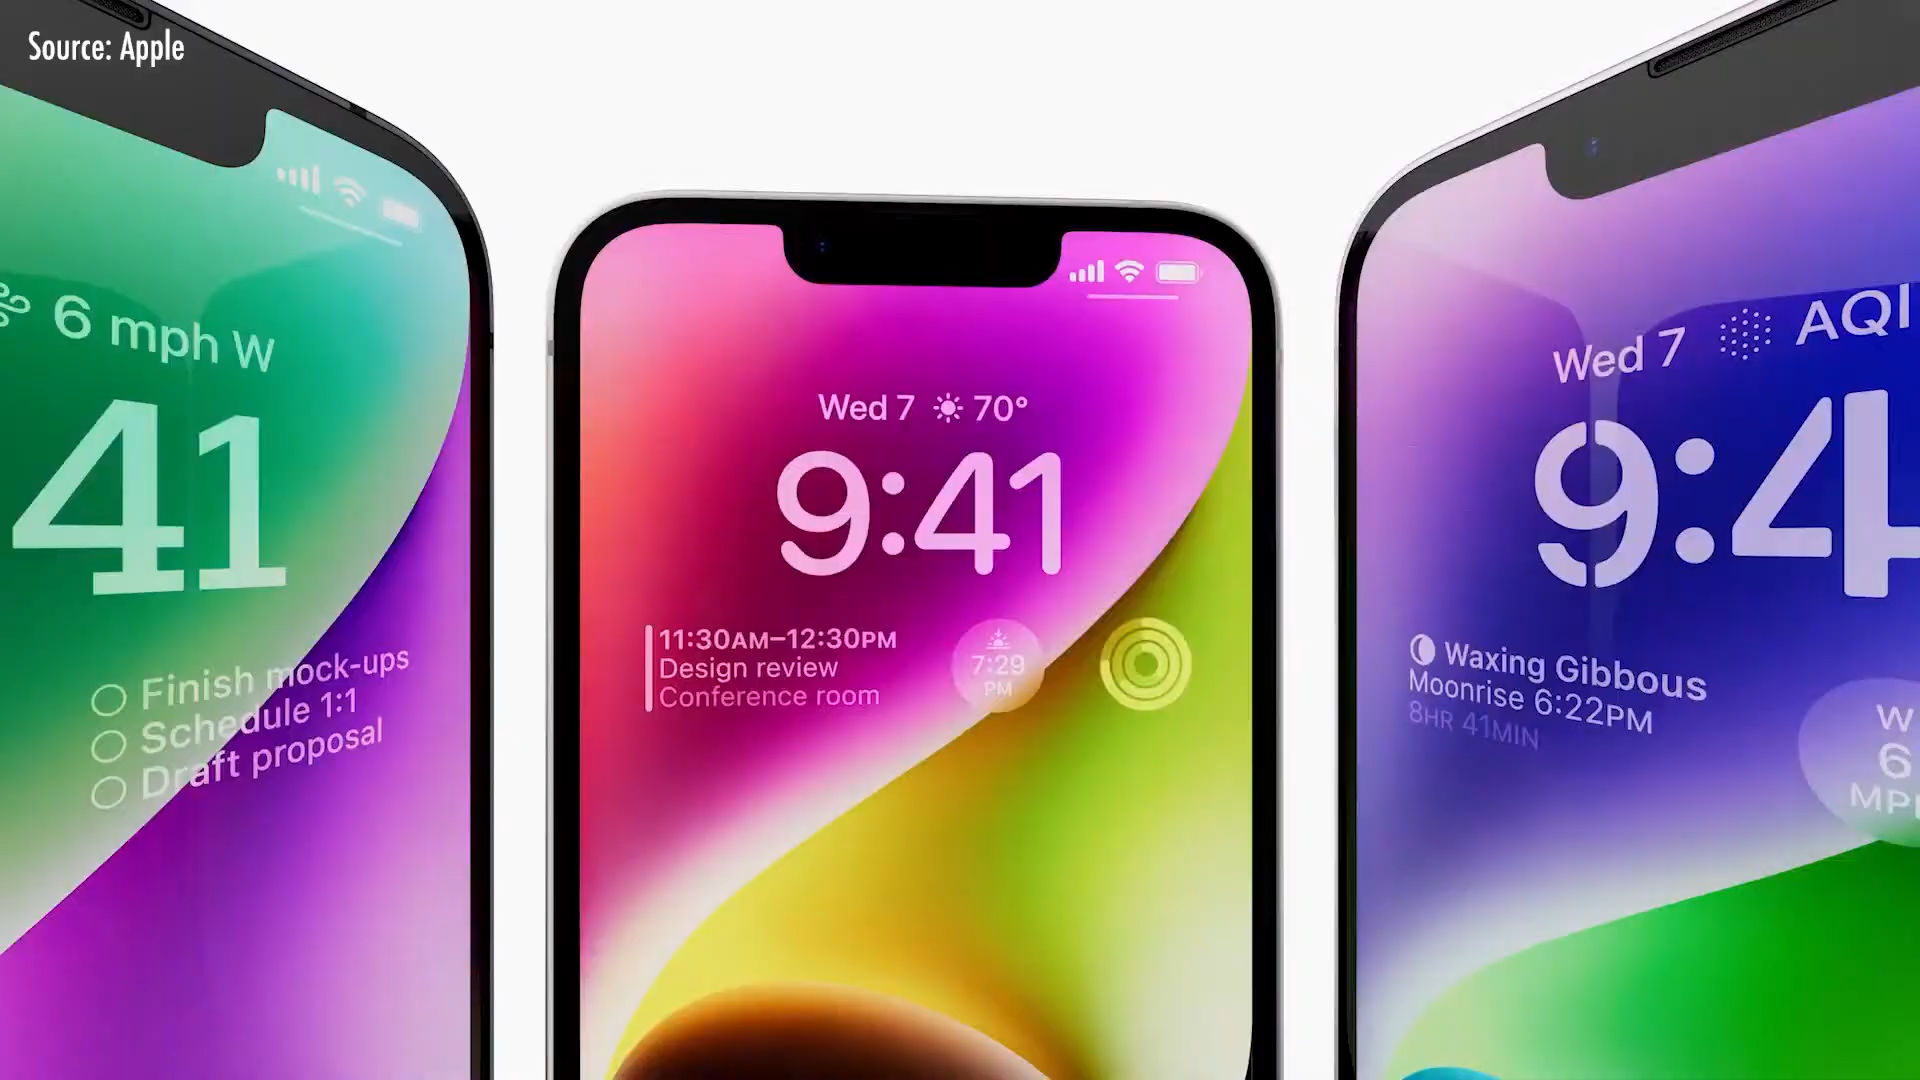 Source: Apple
6 mph W
41
Finish mock-ups
Schedule 1:1
Draft proposal
Wed 7 70°
9:41
11:30AM–12:30PM
Design review
Conference room
7:29
PM
Wed 7 AQI
9:4
Waxing Gibbous
Moonrise 6:22PM
8HR 41MIN
W
6
MP